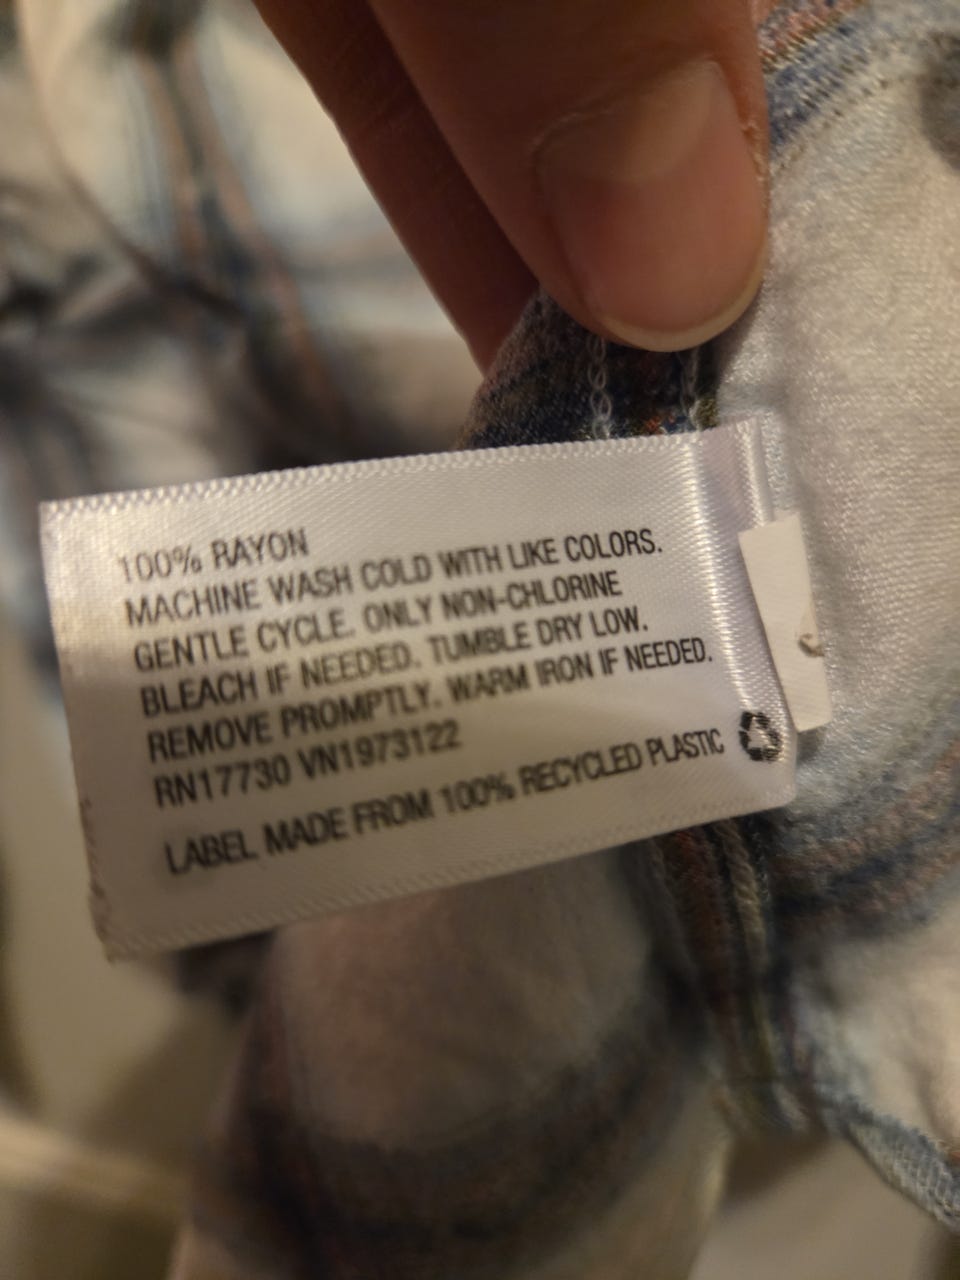 100% RAYON
MACHINE WASH COLD WITH LIKE COLORS.
GENTLE CYCLE. ONLY NON-CHLORINE
BLEACH IF NEEDED. TUMBLE DRY LOW.
REMOVE PROMPTLY. WARM IRON IF NEEDED.
RN17730 VN1973122
LABEL MADE FROM 100% RECYCLED PLASTIC